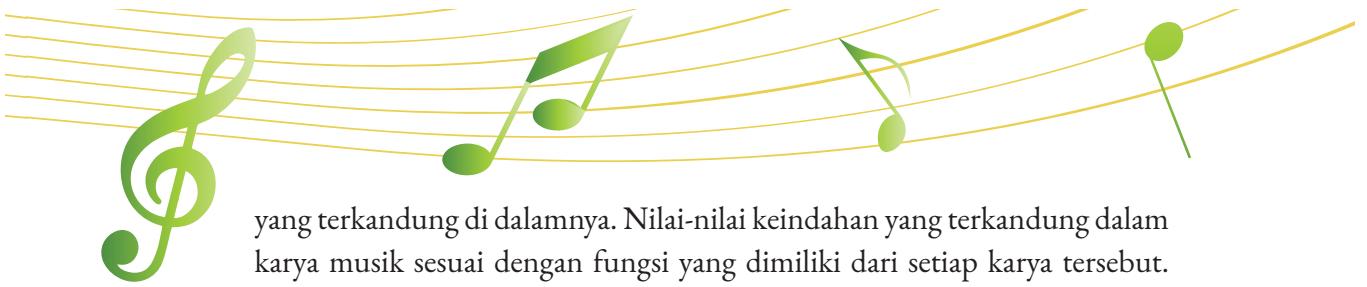 yang terkandung di dalamnya. Nilai-nilai keindahan yang terkandung dalam
karya musik sesuai dengan fungsi yang dimiliki dari setiap karya tersebut.